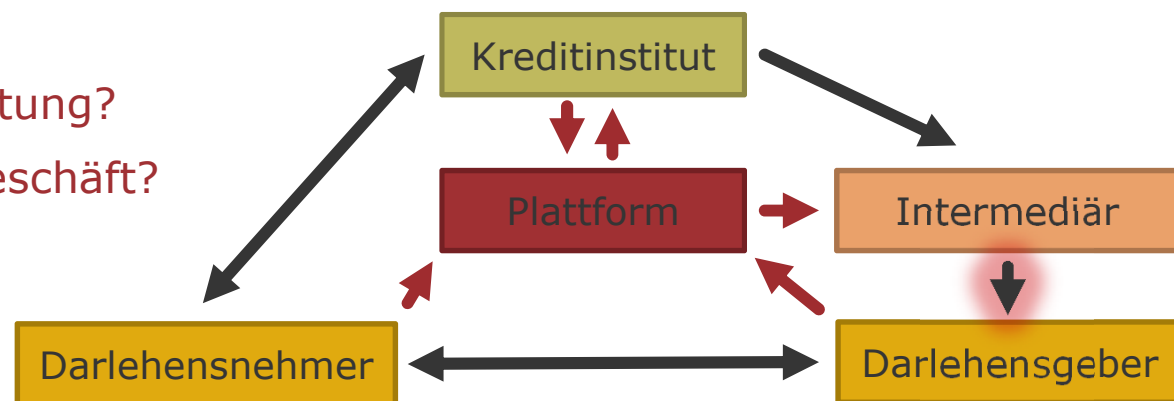 Kreditinstitut
tung?
eschäft?
Plattform
Intermediär
Darlehensnehmer
Darlehensgeber